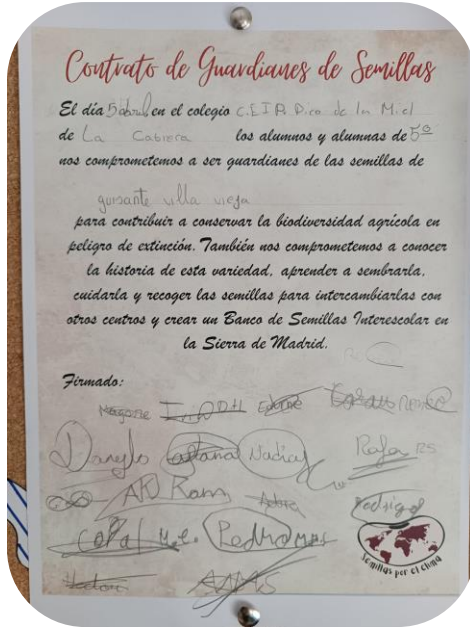 Contrato de Guardianes de Semillas
El día 5 abril en el colegio C.E.I.P. Pico de la Miel
de La Cabrera los alumnos y alumnas de 5º
nos comprometemos a ser guardianes de las semillas de
guisante villa vieja
para contribuir a conservar la biodiversidad agrícola en
peligro de extinción. También nos comprometemos a conocer
la historia de esta variedad, aprender a sembrarla,
cuidarla y recoger las semillas para intercambiarlas con
otros centros y crear un Banco de Semillas Interescolar en
la Sierra de Madrid.
Firmado:
Danylo Nadia Rafa RS
Rodrigo
Pedro
Semillas por el clima